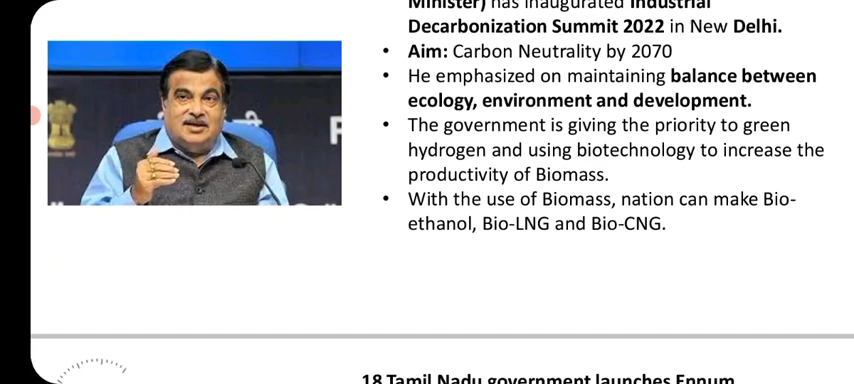 Minister) has inaugurated Industrial
Decarbonization Summit 2022 in New Delhi.
• Aim: Carbon Neutrality by 2070
• He emphasized on maintaining balance between
ecology, environment and development.
• The government is giving the priority to green
hydrogen and using biotechnology to increase the
productivity of Biomass.
• With the use of Biomass, nation can make Bio-
ethanol, Bio-LNG and Bio-CNG.
18 Tamil Nadu government launches Ennum